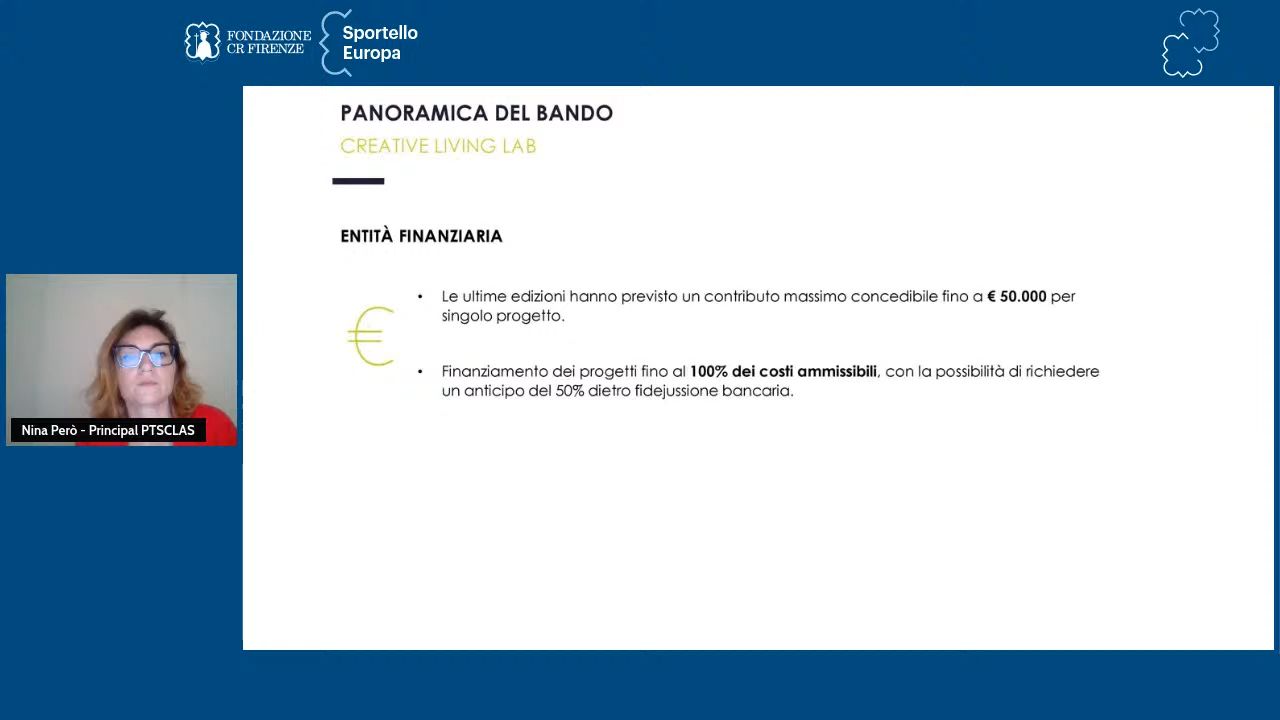 FONDAZIONE
CR FIRENZE
Sportello
Europa
PANORAMICA DEL BANDO
CREATIVE LIVING LAB
ENTITÀ FINANZIARIA
€
• Le ultime edizioni hanno previsto un contributo massimo concedibile fino a € 50.000 per
singolo progetto.
• Finanziamento dei progetti fino al 100% dei costi ammissibili, con la possibilità di richiedere
un anticipo del 50% dietro fidejussione bancaria.
Nina Però - Principal PTSCLAS